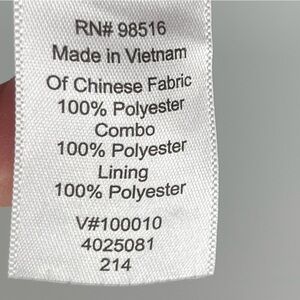 RN# 98516
Made in Vietnam
Of Chinese Fabric
100% Polyester
Combo
100% Polyester
Lining
100% Polyester
V#100010
4025081
214